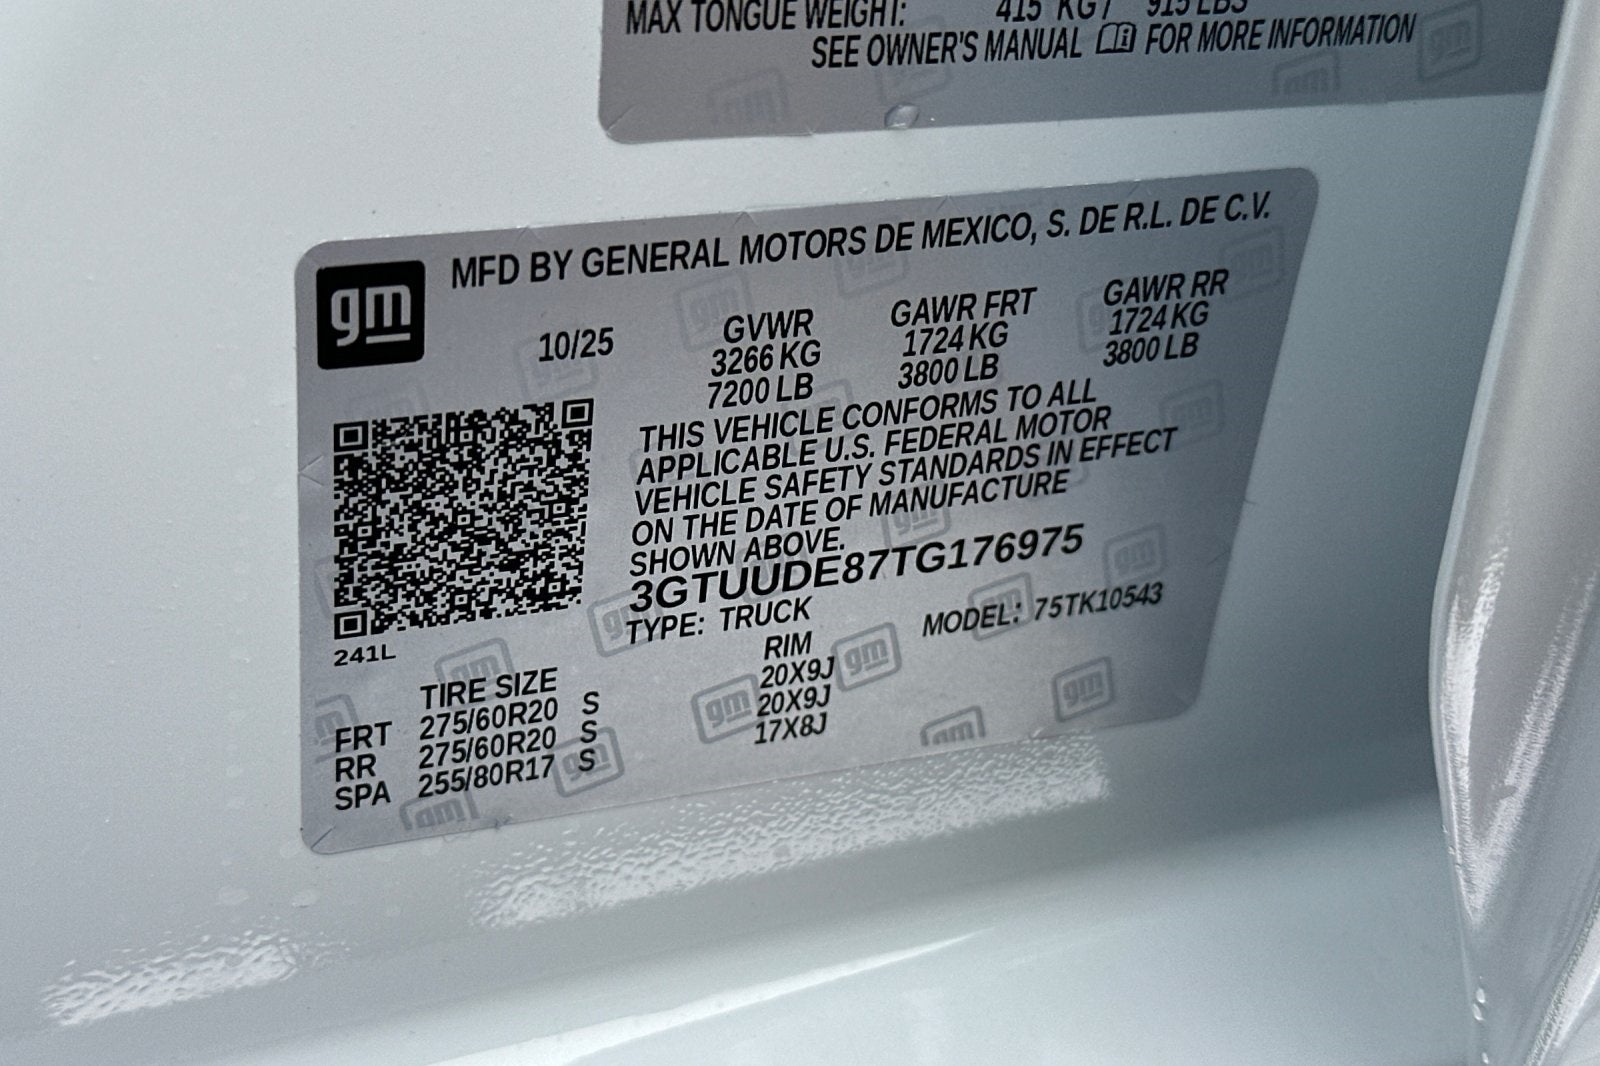 MAX TONGUE WEIGHT: 415 KG / 915 LBS
SEE OWNER'S MANUAL FOR MORE INFORMATION
gm
MFD BY GENERAL MOTORS DE MEXICO, S. DE R.L. DE C.V.
10/25
GVWR GAWR FRT GAWR RR
3266 KG 1724 KG 1724 KG
7200 LB 3800 LB 3800 LB
THIS VEHICLE CONFORMS TO ALL
APPLICABLE U.S. FEDERAL MOTOR
VEHICLE SAFETY STANDARDS IN EFFECT
ON THE DATE OF MANUFACTURE
SHOWN ABOVE.
3GTUUDE87TG176975
TYPE: TRUCK MODEL: 75TK10543
241L
TIRE SIZE RIM
FRT 275/60R20 S 20X9J
RR 275/60R20 S 20X9J
SPA 255/80R17 S 17X8J